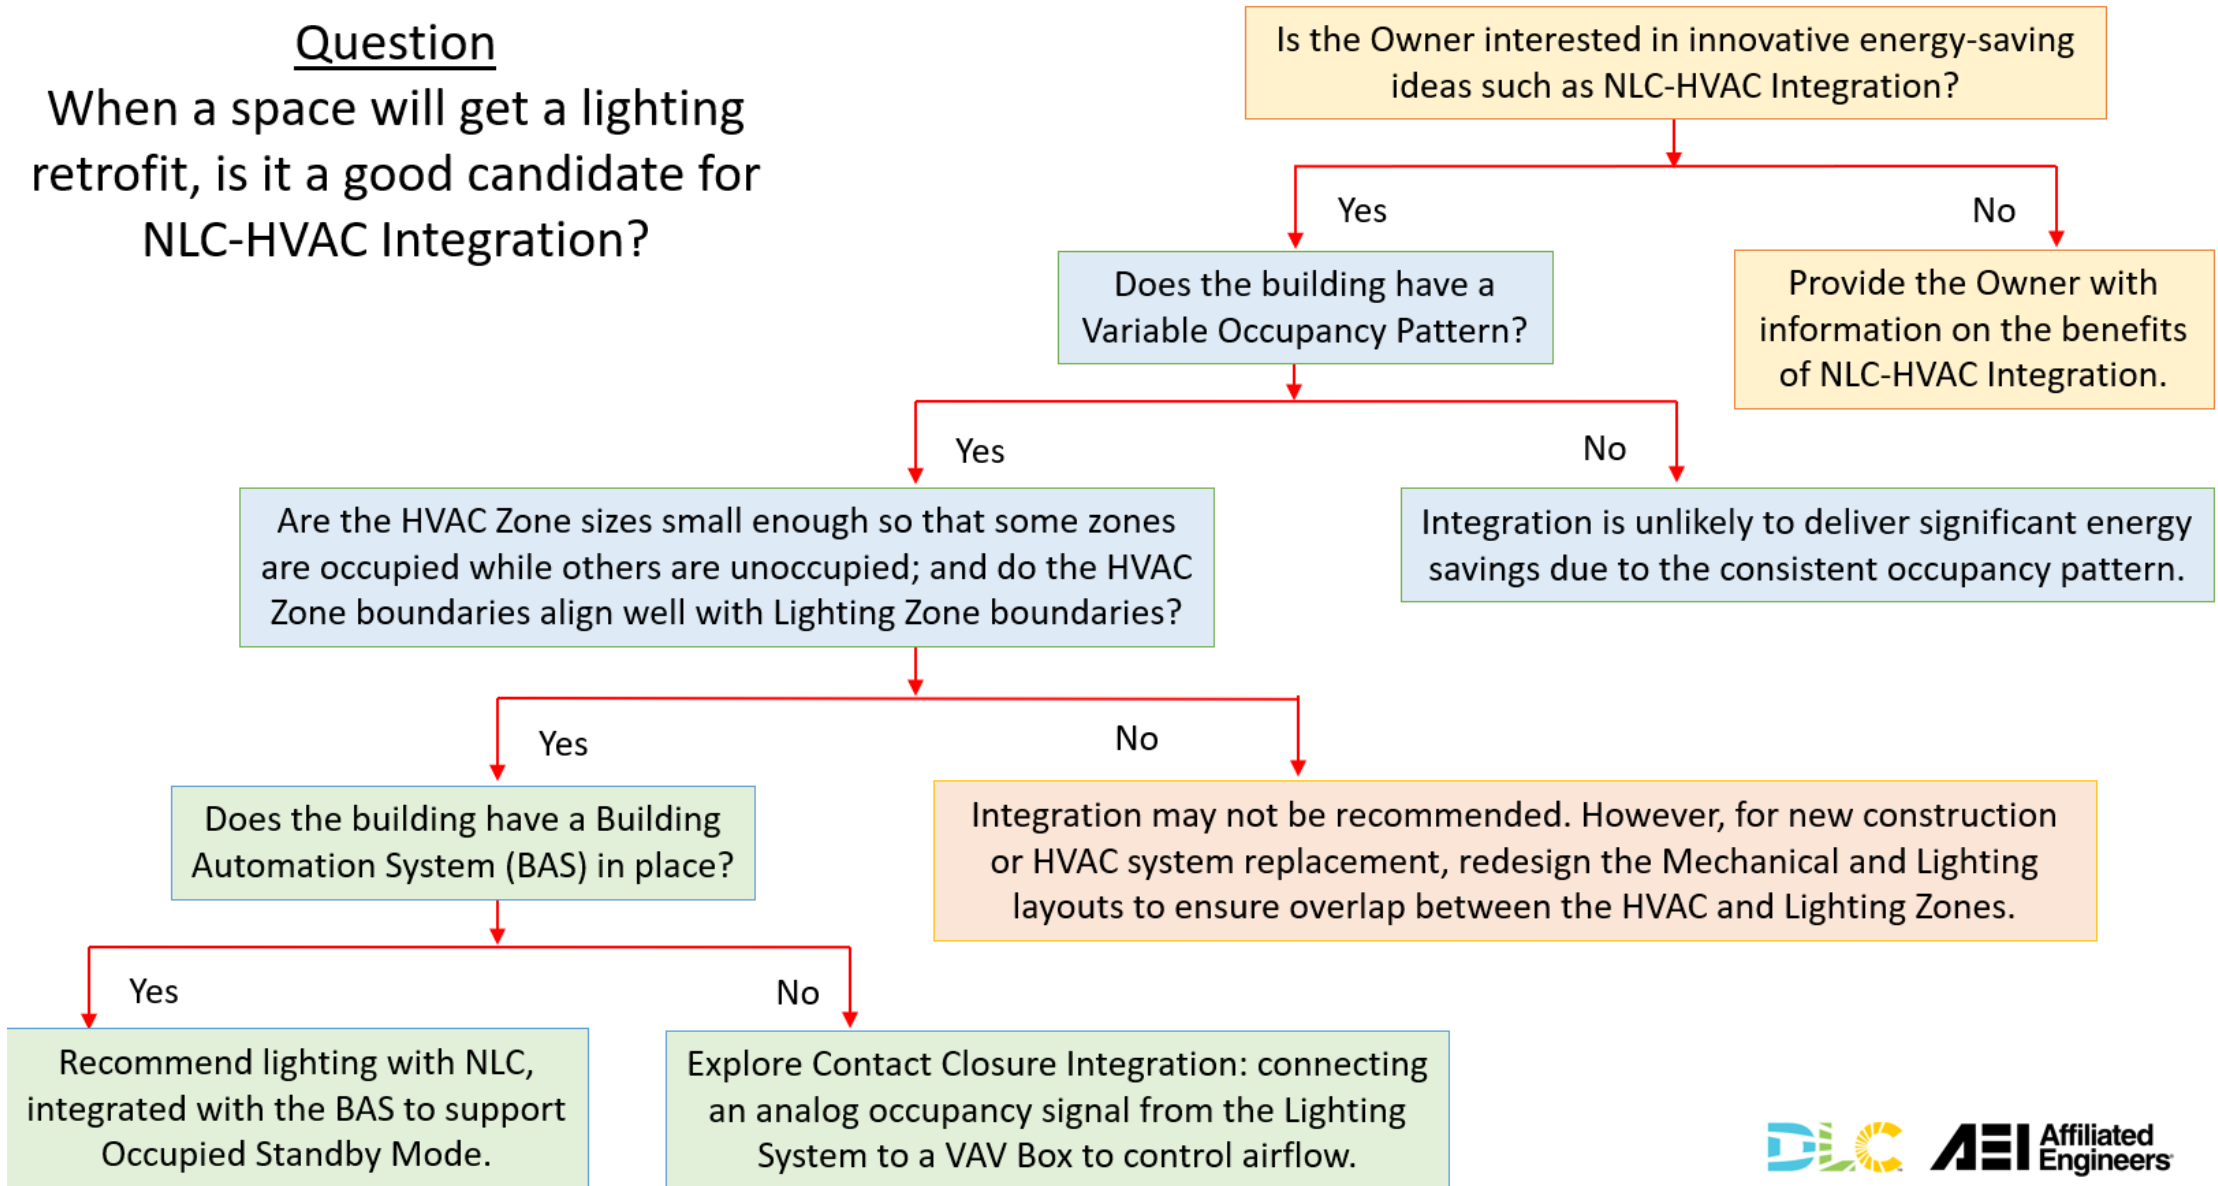 Question
When a space will get a lighting
retrofit, is it a good candidate for
NLC-HVAC Integration?
Is the Owner interested in innovative energy-saving
ideas such as NLC-HVAC Integration?
Yes
No
Does the building have a
Variable Occupancy Pattern?
Provide the Owner with
information on the benefits
of NLC-HVAC Integration.
Yes
No
Are the HVAC Zone sizes small enough so that some zones
are occupied while others are unoccupied; and do the HVAC
Zone boundaries align well with Lighting Zone boundaries?
Integration is unlikely to deliver significant energy
savings due to the consistent occupancy pattern.
Yes
No
Does the building have a Building
Automation System (BAS) in place?
Integration may not be recommended. However, for new construction
or HVAC system replacement, redesign the Mechanical and Lighting
layouts to ensure overlap between the HVAC and Lighting Zones.
Yes
No
Recommend lighting with NLC,
integrated with the BAS to support
Occupied Standby Mode.
Explore Contact Closure Integration: connecting
an analog occupancy signal from the Lighting
System to a VAV Box to control airflow.
DLC
AEI
Affiliated
Engineers